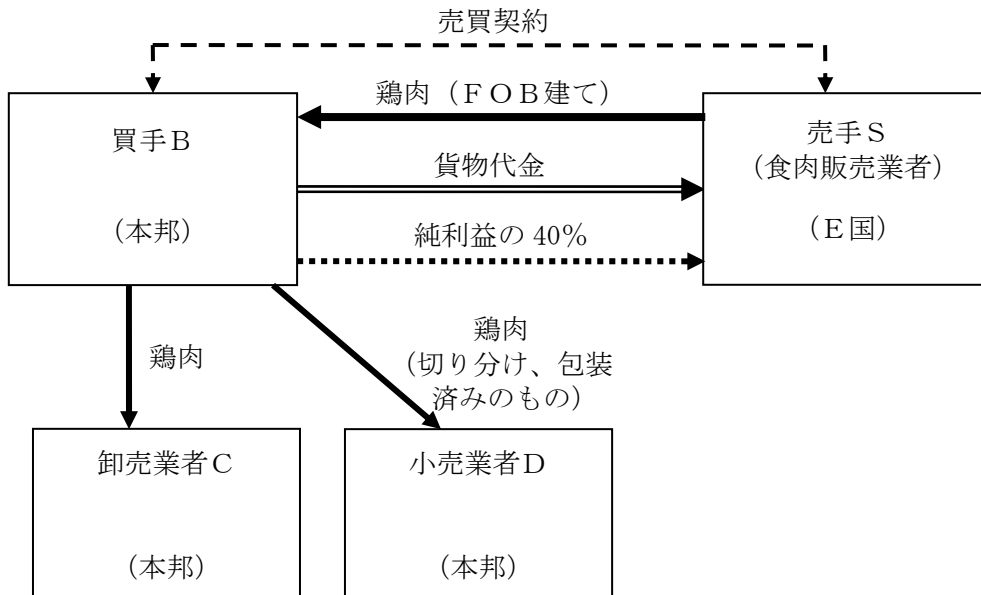 売買契約
鶏肉（ＦＯＢ建て）
買手Ｂ
（本邦）
売手Ｓ
（食肉販売業者）
（Ｅ国）
貨物代金
純利益の 40％
鶏肉
鶏肉
（切り分け、包装
済みのもの）
卸売業者Ｃ
（本邦）
小売業者Ｄ
（本邦）